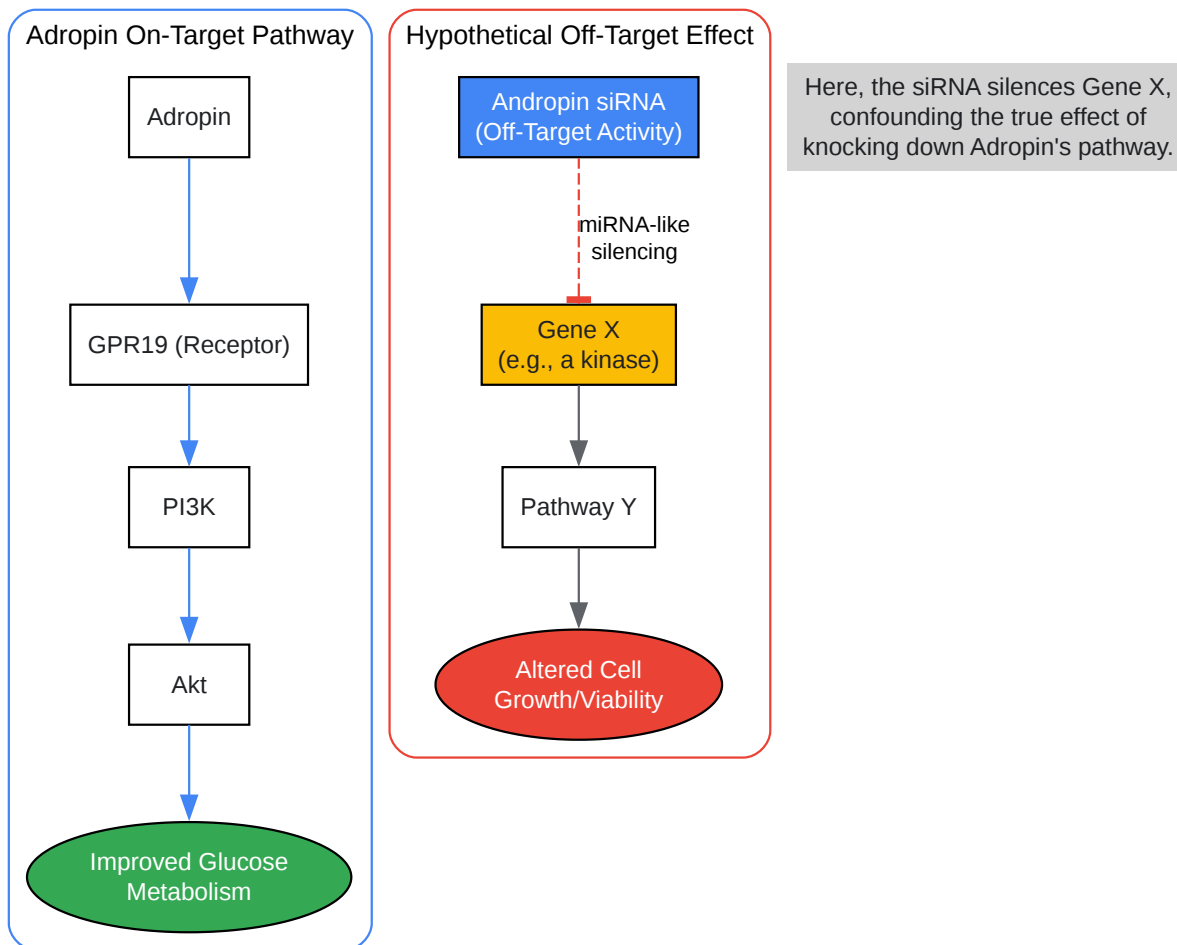 Adropin On-Target Pathway
Adropin
GPR19 (Receptor)
PI3K
Akt
Improved Glucose
Metabolism
Hypothetical Off-Target Effect
Andropin siRNA
(Off-Target Activity)
miRNA-like
silencing
Gene X
(e.g., a kinase)
Pathway Y
Altered Cell
Growth/Viability
Here, the siRNA silences Gene X,
confounding the true effect of
knocking down Adropin's pathway.